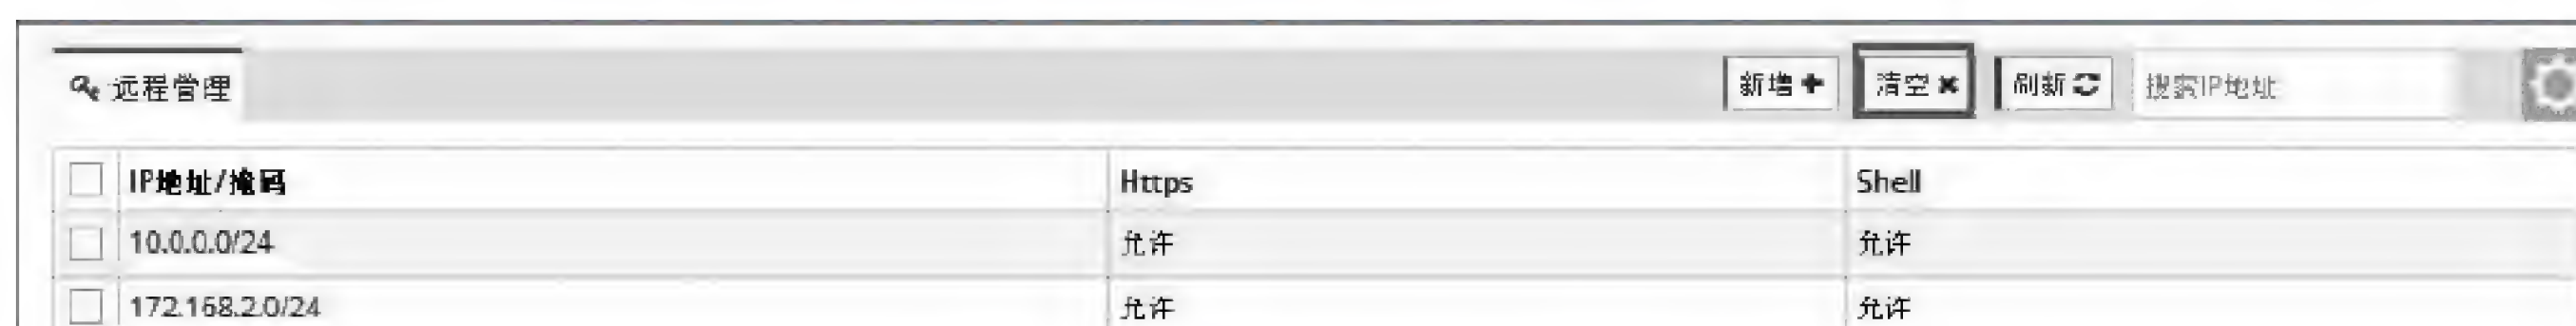 远程管理 新增 清空 刷新 搜索IP地址
IP地址/掩码 Https Shell
10.0.0.0/24 允许 允许
172.168.2.0/24 允许 允许